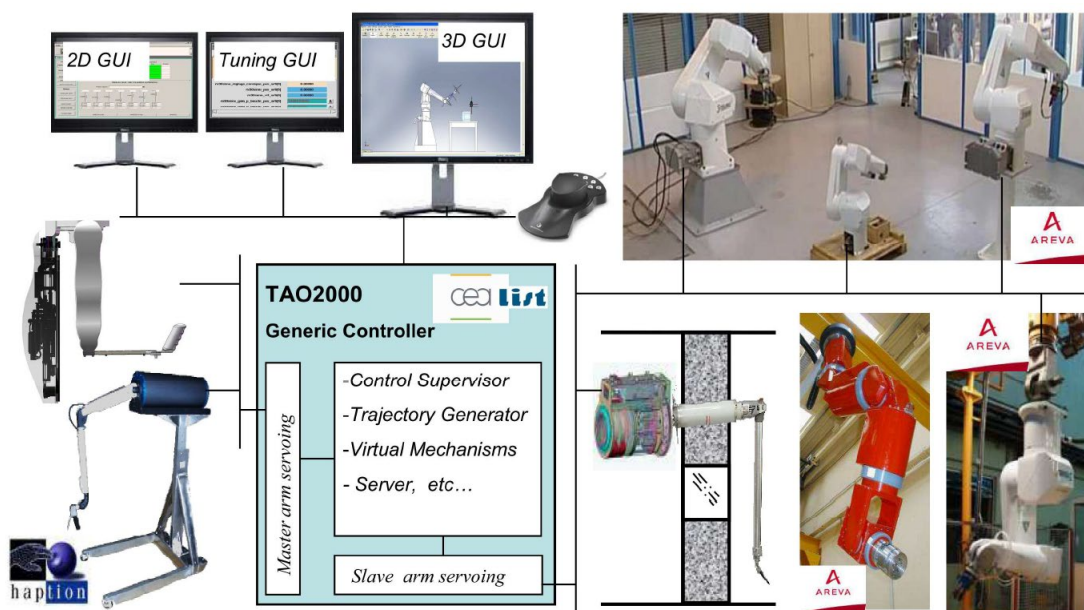 2D GUI
Tuning GUI
3D GUI
AREVA
TAO2000
cea list
Generic Controller
Master arm servoing
-Control Supervisor
-Trajectory Generator
-Virtual Mechanisms
- Server, etc...
Slave arm servoing
haption
AREVA
AREVA